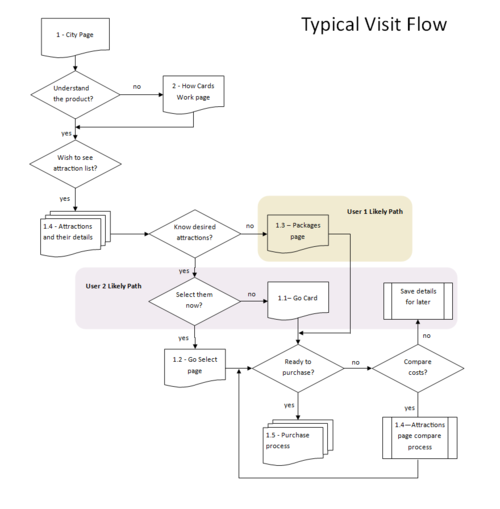 Typical Visit Flow
1 - City Page
Understand
the product?
no
2 - How Cards
Work page
yes
Wish to see
attraction list?
yes
1.4 - Attractions
and their details
Know desired
attractions?
no
1.3 – Packages
page
User 1 Likely Path
yes
User 2 Likely Path
Select them
now?
no
1.1– Go Card
Save details
for later
yes
no
1.2 - Go Select
page
Ready to
purchase?
no
Compare
costs?
yes
yes
1.5 - Purchase
process
1.4—Attractions
page compare
process